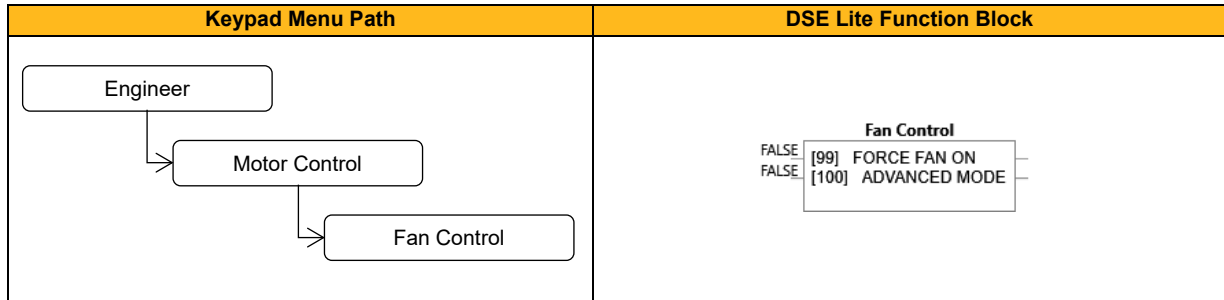 Keypad Menu Path
DSE Lite Function Block
Engineer
Motor Control
Fan Control
Fan Control
FALSE [99] FORCE FAN ON
FALSE [100] ADVANCED MODE